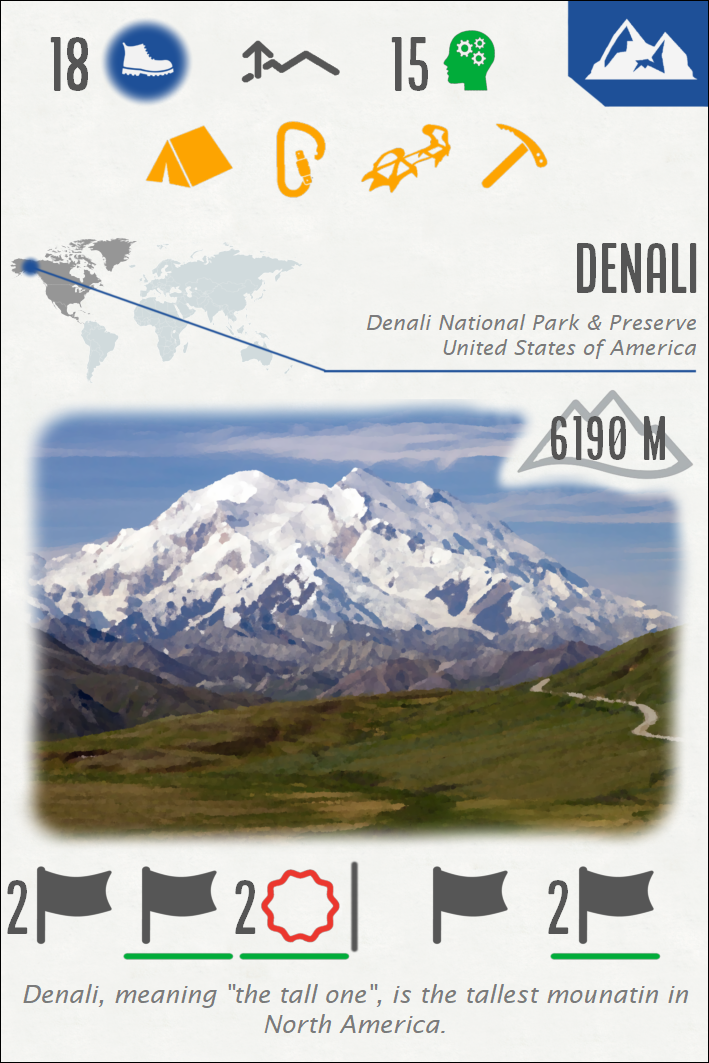 18
15
DENALI
Denali National Park & Preserve
United States of America
6190 M
2 2 2
Denali, meaning "the tall one", is the tallest mounatin in
North America.